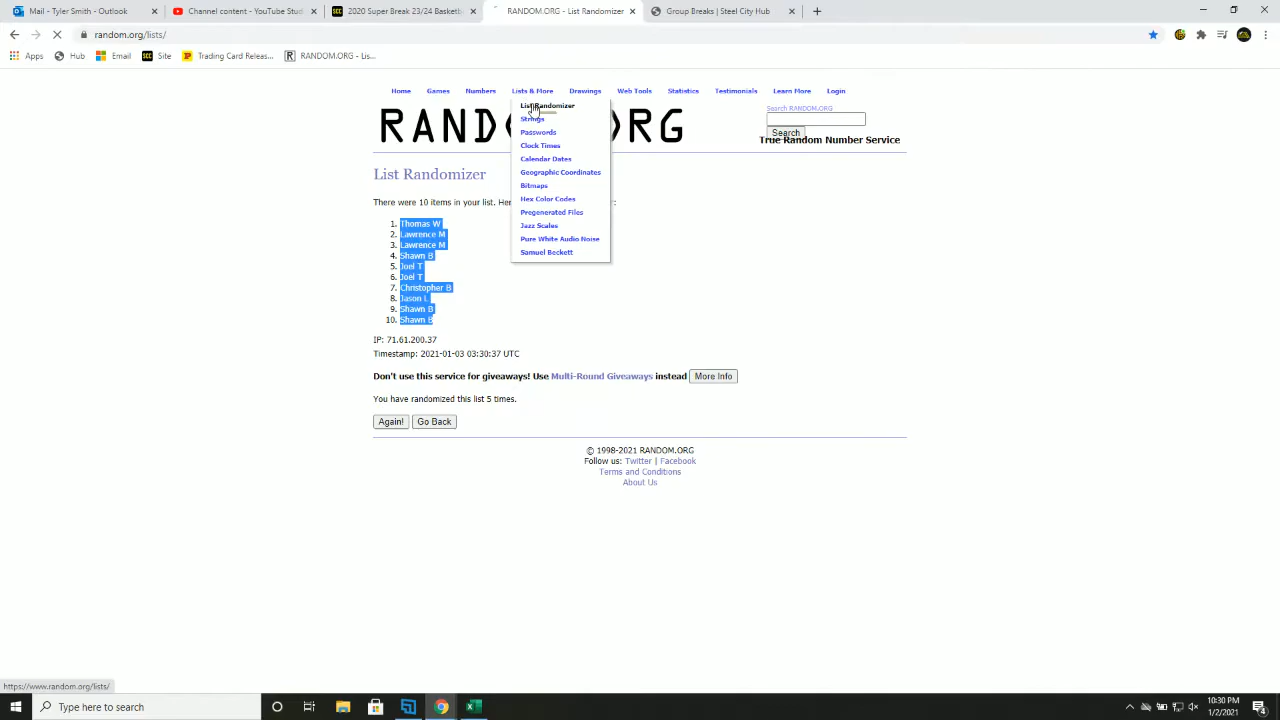 Mail - Tyler Smith - Outlook
Channel content - YouTube Stud
2020 Super Break 23/24 Basketb
RANDOM.ORG - List Randomizer
Group Breaks | Steel City
random.org/lists/
Apps
Hub
Email
Site
Trading Card Releas...
RANDOM.ORG - Lis...
Home
Games
Numbers
Lists & More
Drawings
Web Tools
Statistics
Testimonials
Learn More
Login
List Randomizer
Strings
Passwords
Clock Times
Calendar Dates
Geographic Coordinates
Bitmaps
Hex Color Codes
Pregenerated Files
Jazz Scales
Pure White Audio Noise
Samuel Beckett
Search RANDOM.ORG
Search
True Random Number Service
List Randomizer
There were 10 items in your list. Her
1. Thomas W
2. Lawrence M
3. Lawrence M
4. Shawn B
5. Joel T
6. Joel T
7. Christopher B
8. Jason L
9. Shawn B
10. Shawn B
IP: 71.61.200.37
Timestamp: 2021-01-03 03:30:37 UTC
Don't use this service for giveaways! Use Multi-Round Giveaways instead More Info
You have randomized this list 5 times.
Again! Go Back
© 1998-2021 RANDOM.ORG
Follow us: Twitter | Facebook
Terms and Conditions
About Us
https://www.random.org/lists/
Type here to search
10:30 PM
1/2/2021
4